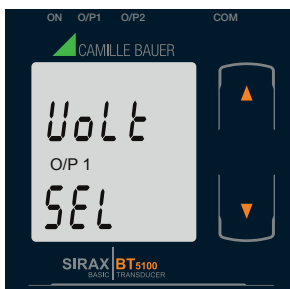 ON O/P1 O/P2 COM
CAMILLE BAUER
VoLt
O/P 1
SEL
SIRAX BT5100
BASIC TRANSDUCER